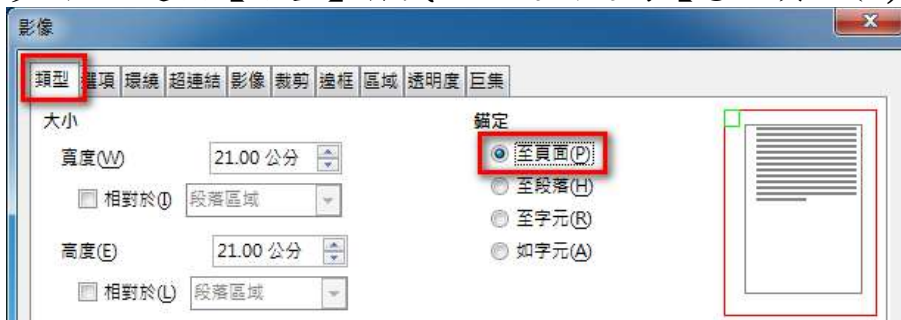 影像
類型 選項 環繞 超連結 影像 裁剪 邊框 區域 透明度 巨集
大小 錨定
寬度(W) 21.00 公分 至頁面(P)
相對於(I) 段落區域 至段落(H)
至字元(R)
高度(E) 21.00 公分 如字元(A)
相對於(L) 段落區域